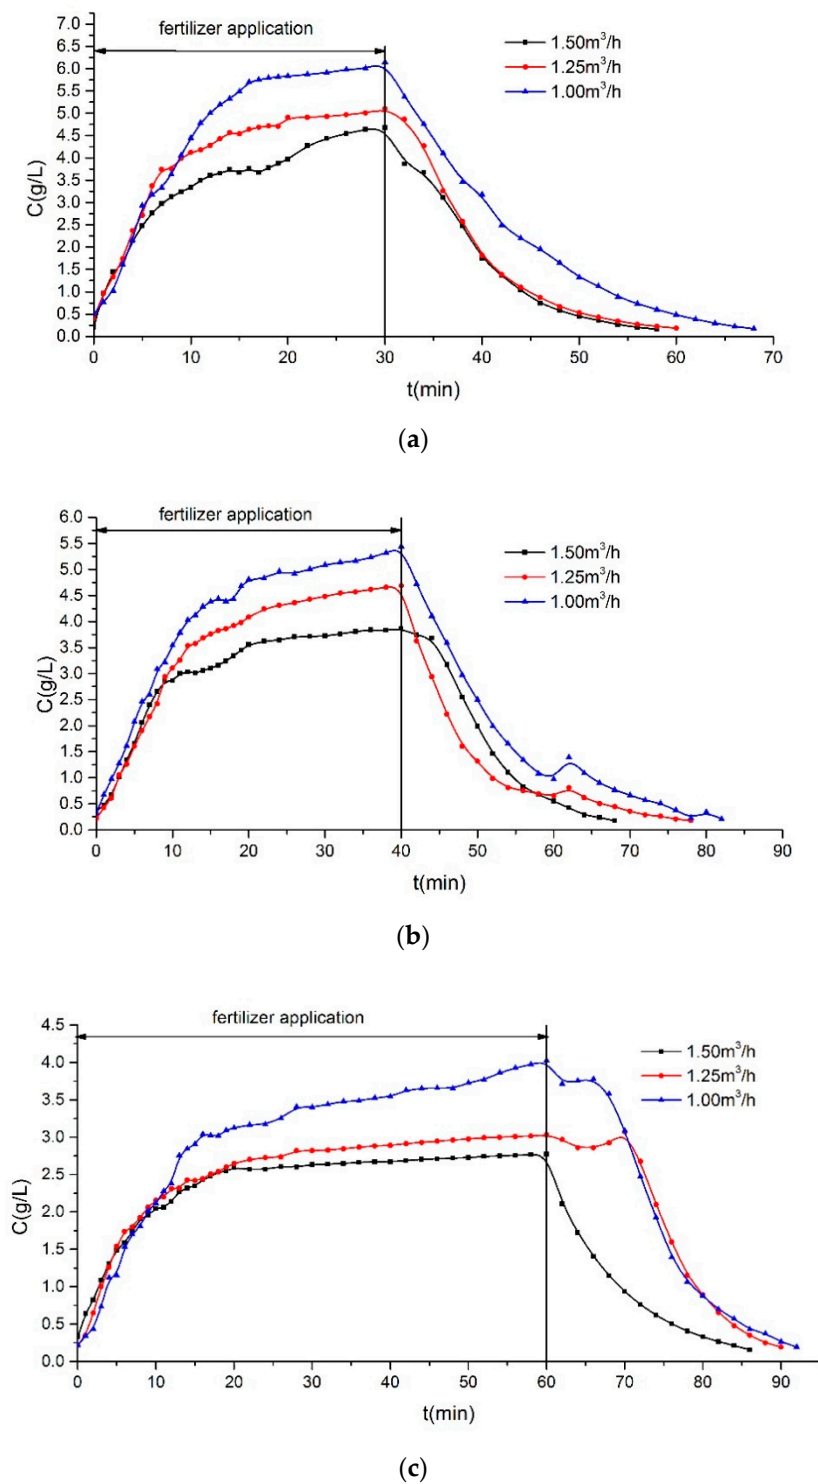 fertilizer application
7.0
6.5
6.0
5.5
5.0
4.5
4.0
3.5
3.0
2.5
2.0
1.5
1.0
0.5
0.0
C(g/L)
1.50m³/h
1.25m³/h
1.00m³/h
0 10 20 30 40 50 60 70
t(min)
(a)
fertilizer application
6.0
5.5
5.0
4.5
4.0
3.5
3.0
2.5
2.0
1.5
1.0
0.5
0.0
C(g/L)
1.50m³/h
1.25m³/h
1.00m³/h
0 10 20 30 40 50 60 70 80 90
t(min)
(b)
fertilizer application
4.5
4.0
3.5
3.0
2.5
2.0
1.5
1.0
0.5
0.0
C(g/L)
1.50m³/h
1.25m³/h
1.00m³/h
0 10 20 30 40 50 60 70 80 90
t(min)
(c)